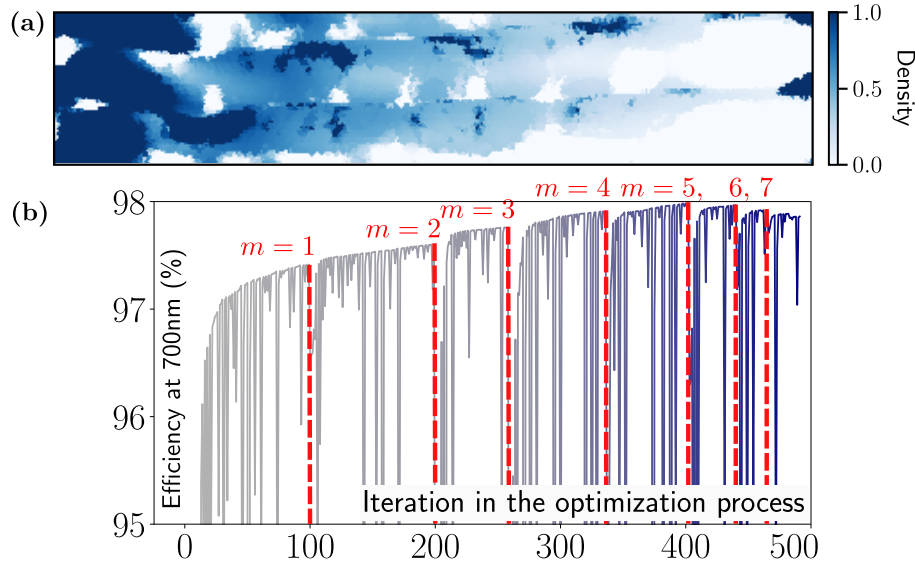 (a)
1.0
0.5
0.0
Density
(b)
98
97
96
95
Efficiency at 700nm (%)
m = 1
m = 2
m = 3
m = 4
m = 5,
6, 7
Iteration in the optimization process
0
100
200
300
400
500